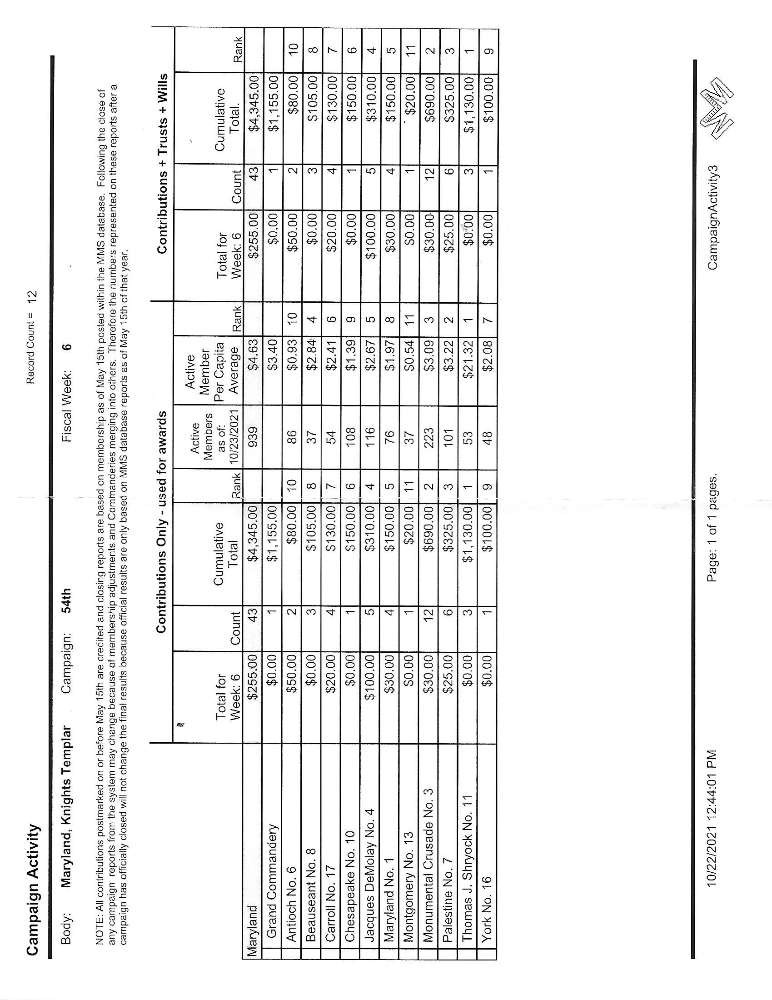 Campaign Activity Record Count = 12
Body: Maryland, Knights Templar Campaign: 54th Fiscal Week: 6
NOTE: All contributions postmarked on or before May 15th are credited and closing reports are based on membership as of May 15th posted within the MMS database. Following the close of
any campaign reports from the system may change because of membership adjustments and Commanderies merging into others. Therefore the numbers represented on these reports after a
campaign has officially closed will not change the final results because official results are only based on MMS database reports as of May 15th of that year.
Contributions Only - used for awards Contributions + Trusts + Wills
Total for Week: 6 Count Cumulative Total Rank Active Members as of: 10/23/2021 Active Member Per Capita Average Rank Total for Week: 6 Count Cumulative Total. Rank
Maryland $255.00 43 $4,345.00 939 $4.63 $255.00 43 $4,345.00
Grand Commandery $0.00 1 $1,155.00 $3.40 $0.00 1 $1,155.00
Antioch No. 6 $50.00 2 $80.00 10 86 $0.93 10 $50.00 2 $80.00 10
Beauseant No. 8 $0.00 3 $105.00 8 37 $2.84 4 $0.00 3 $105.00 8
Carroll No. 17 $20.00 4 $130.00 7 54 $2.41 6 $20.00 4 $130.00 7
Chesapeake No. 10 $0.00 1 $150.00 6 108 $1.39 9 $0.00 1 $150.00 6
Jacques DeMolay No. 4 $100.00 5 $310.00 4 116 $2.67 5 $100.00 5 $310.00 4
Maryland No. 1 $30.00 4 $150.00 5 76 $1.97 8 $30.00 4 $150.00 5
Montgomery No. 13 $0.00 1 $20.00 11 37 $0.54 11 $0.00 1 $20.00 11
Monumental Crusade No. 3 $30.00 12 $690.00 2 223 $3.09 3 $30.00 12 $690.00 2
Palestine No. 7 $25.00 6 $325.00 3 101 $3.22 2 $25.00 6 $325.00 3
Thomas J. Shryock No. 11 $0.00 3 $1,130.00 1 53 $21.32 1 $0.00 3 $1,130.00 1
York No. 16 $0.00 1 $100.00 9 48 $2.08 7 $0.00 1 $100.00 9
10/22/2021 12:44:01 PM Page: 1 of 1 pages. CampaignActivity3